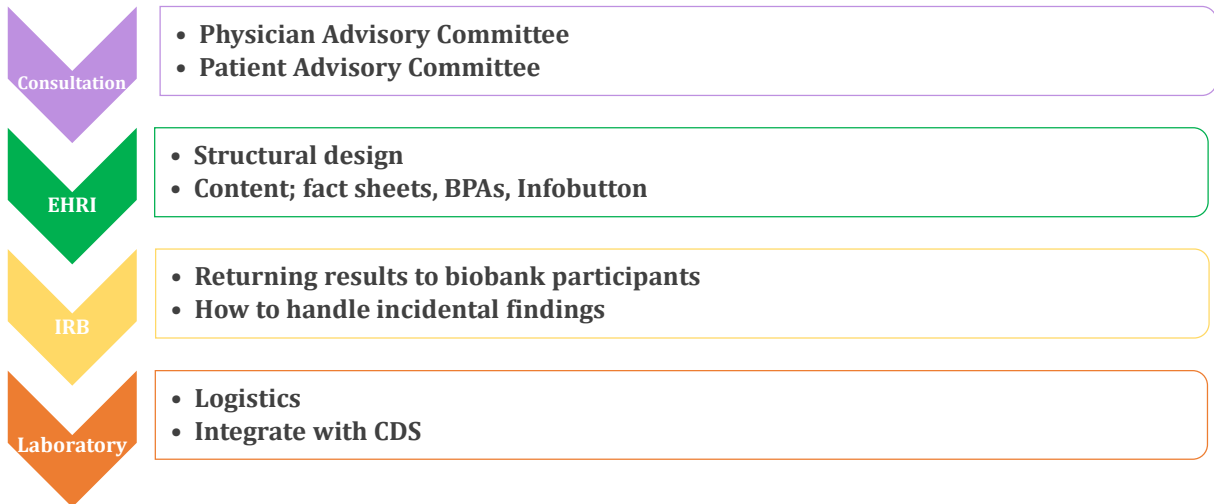 Consultation
• Physician Advisory Committee
• Patient Advisory Committee
EHRI
• Structural design
• Content; fact sheets, BPAs, Infobutton
IRB
• Returning results to biobank participants
• How to handle incidental findings
Laboratory
• Logistics
• Integrate with CDS